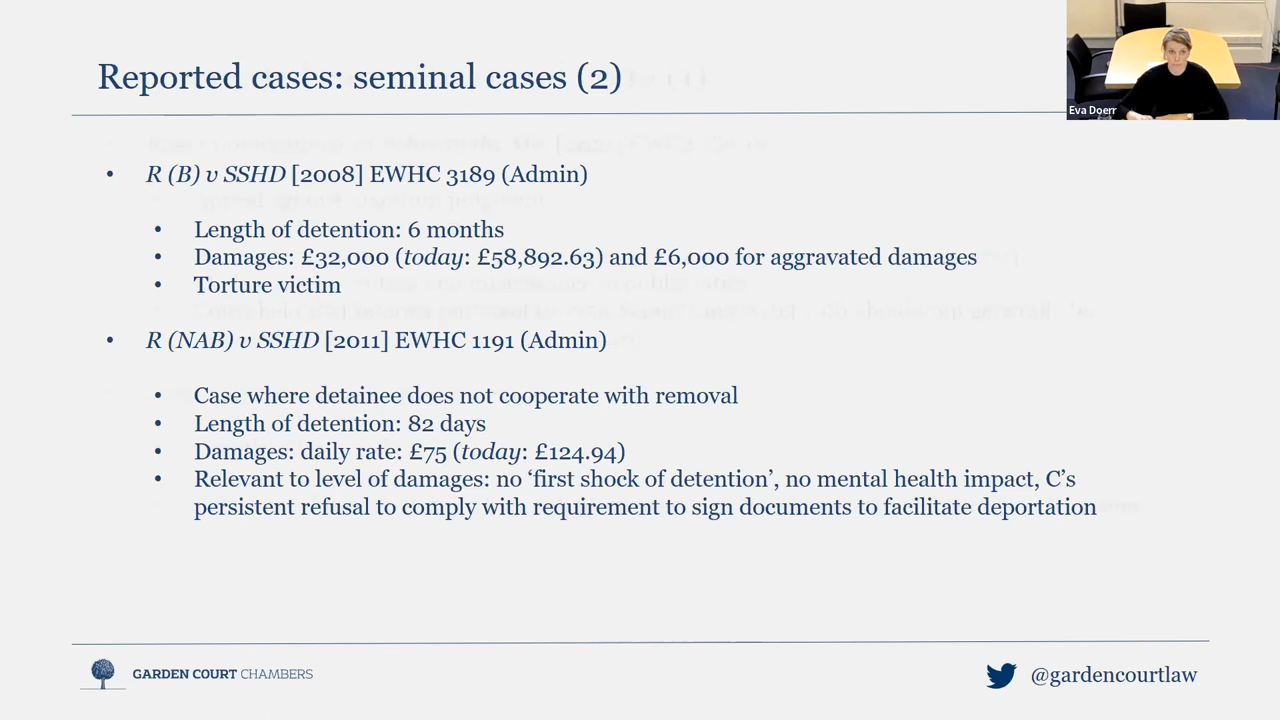 Reported cases: seminal cases (2)
Eva Doerr
• R (B) v SSHD [2008] EWHC 3189 (Admin)
• Length of detention: 6 months
• Damages: £32,000 (today: £58,892.63) and £6,000 for aggravated damages
• Torture victim
• R (NAB) v SSHD [2011] EWHC 1191 (Admin)
• Case where detainee does not cooperate with removal
• Length of detention: 82 days
• Damages: daily rate: £75 (today: £124.94)
• Relevant to level of damages: no ‘first shock of detention’, no mental health impact, C’s
persistent refusal to comply with requirement to sign documents to facilitate deportation
GARDEN COURT CHAMBERS
@gardencourtlaw